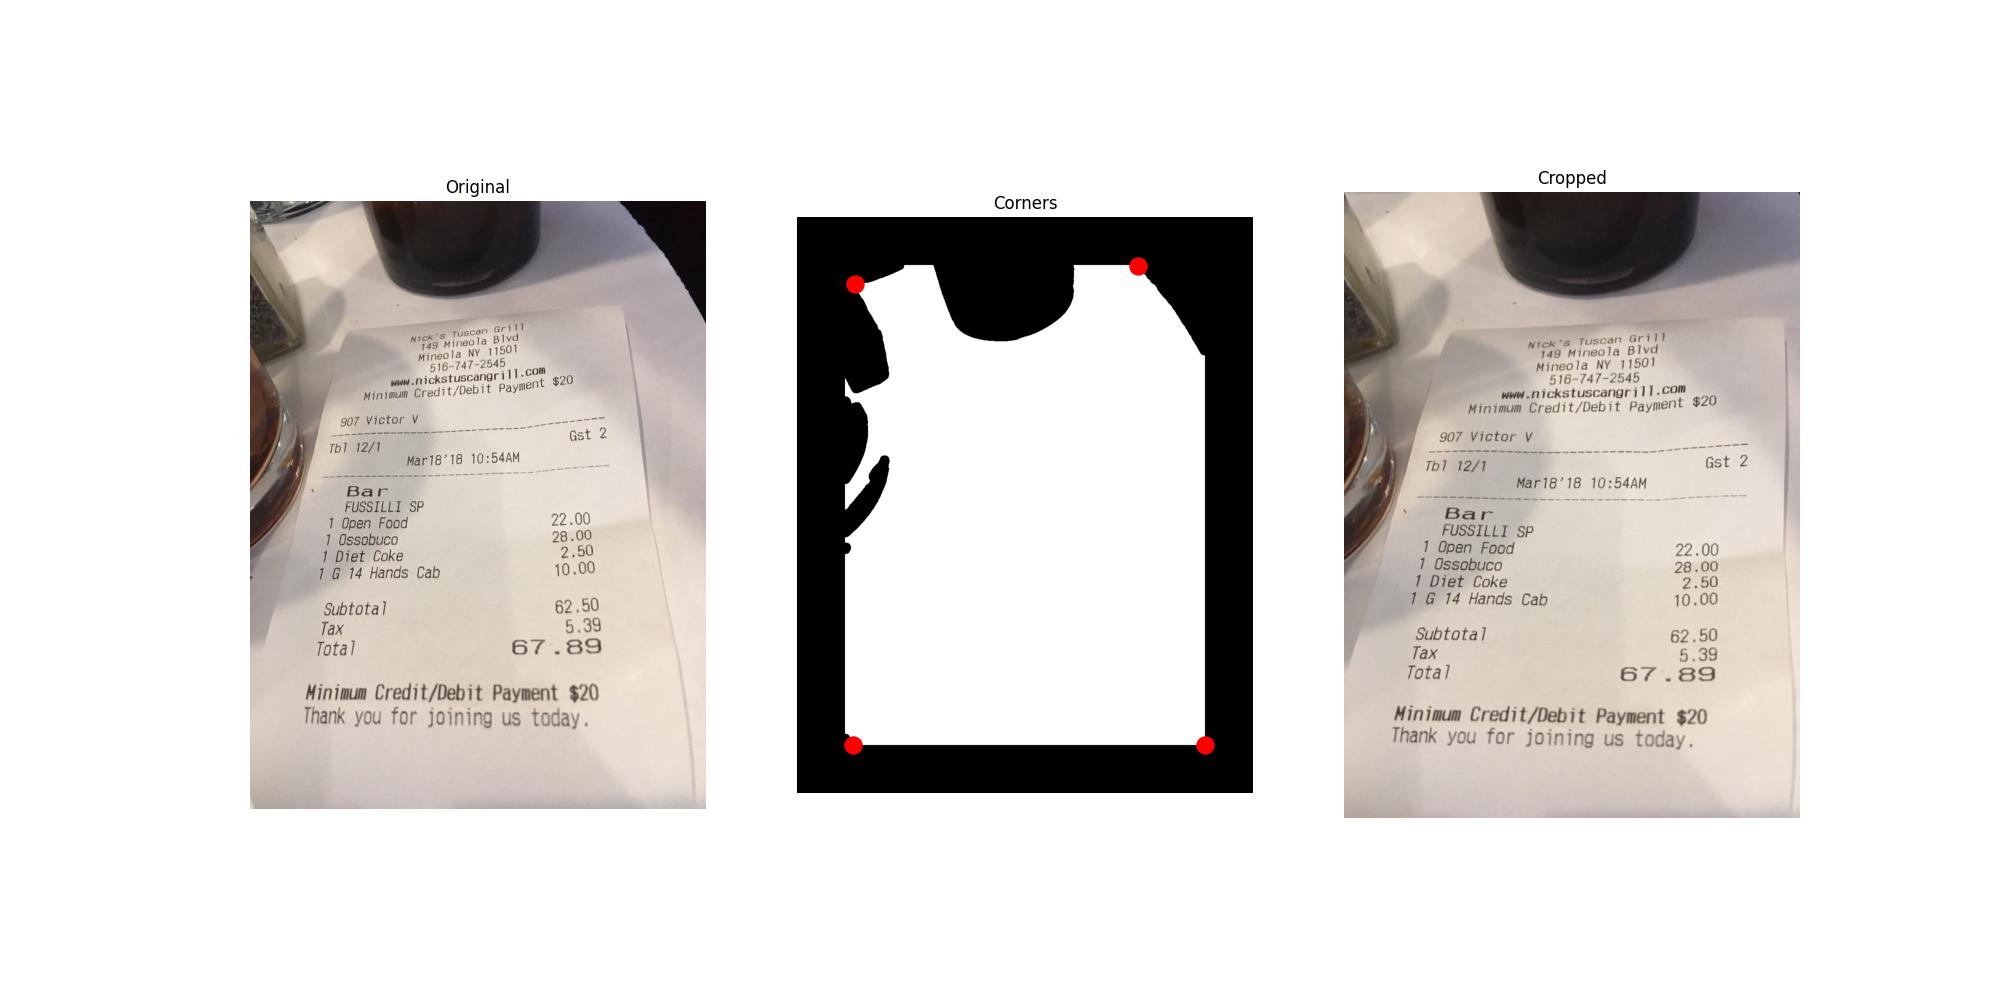 Original
Nick's Tuscan Grill
149 Mineola Blvd
Mineola NY 11501
516-747-2545
www.nickstuscangrill.com
Minimum Credit/Debit Payment $20
907 Victor V
Tbl 12/1 Gst 2
Mar18'18 10:54AM
Bar
FUSSILLI SP
1 Open Food 22.00
1 Ossobuco 28.00
1 Diet Coke 2.50
1 G 14 Hands Cab 10.00
Subtotal 62.50
Tax 5.39
Total 67.89
Minimum Credit/Debit Payment $20
Thank you for joining us today.
Corners
Cropped
Nick's Tuscan Grill
149 Mineola Blvd
Mineola NY 11501
516-747-2545
www.nickstuscangrill.com
Minimum Credit/Debit Payment $20
907 Victor V
Tbl 12/1 Gst 2
Mar18'18 10:54AM
Bar
FUSSILLI SP
1 Open Food 22.00
1 Ossobuco 28.00
1 Diet Coke 2.50
1 G 14 Hands Cab 10.00
Subtotal 62.50
Tax 5.39
Total 67.89
Minimum Credit/Debit Payment $20
Thank you for joining us today.